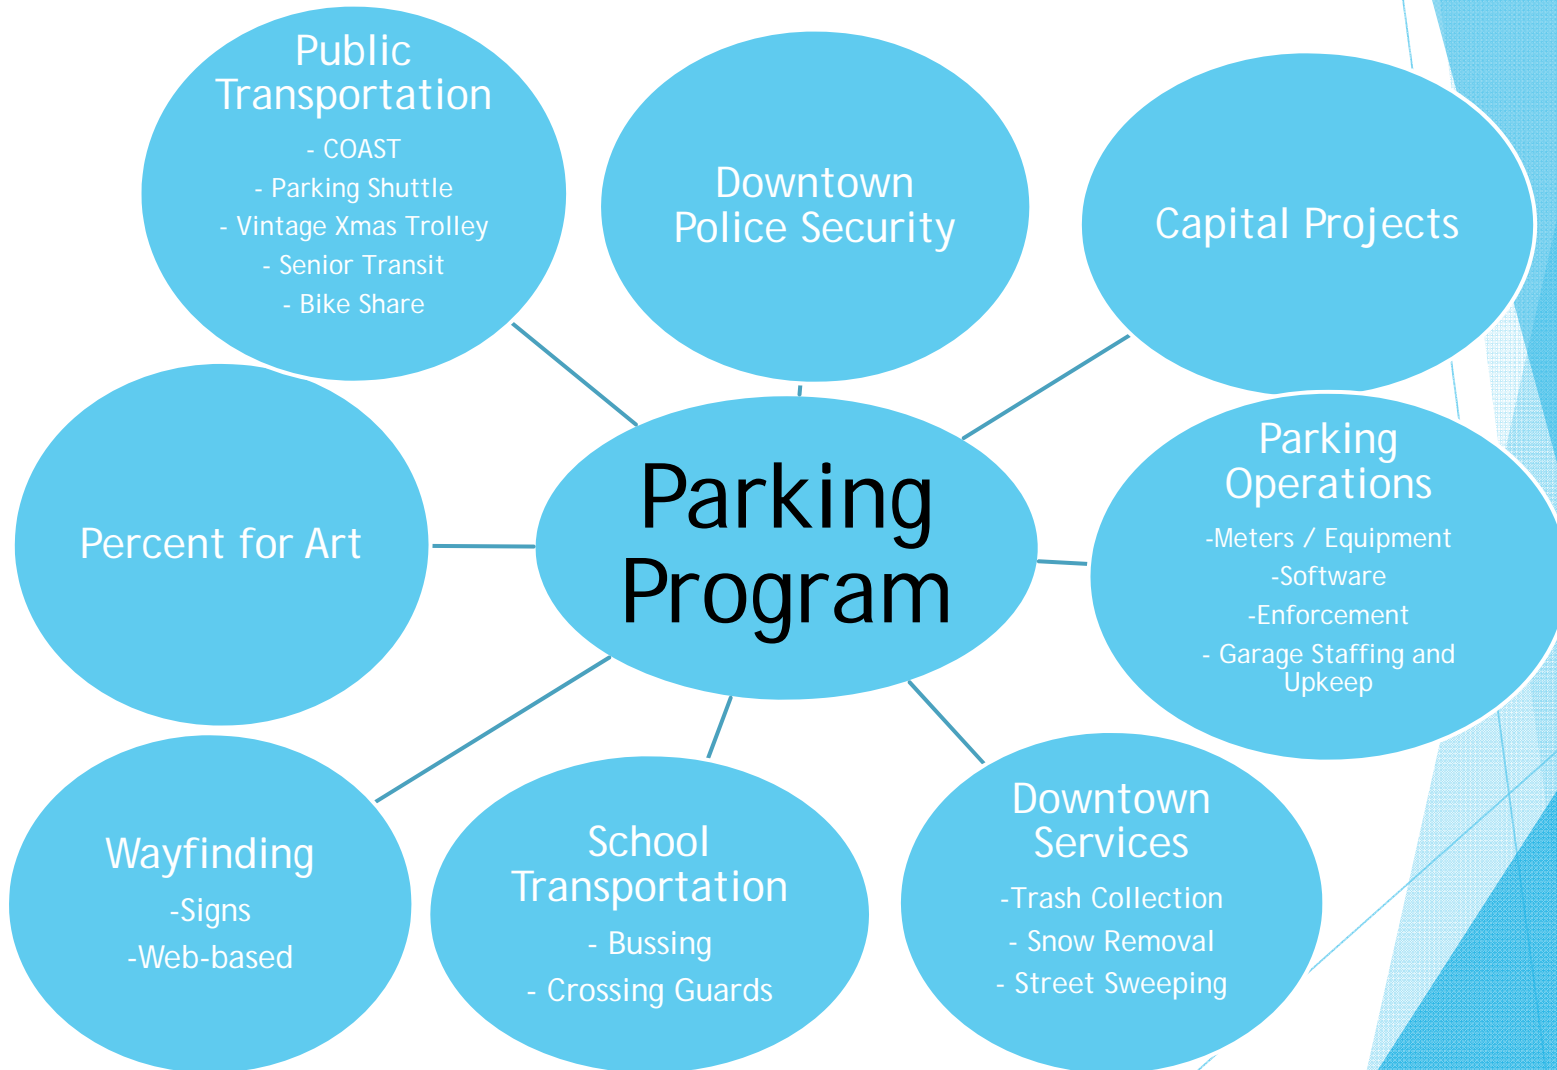 Public
Transportation
- COAST
- Parking Shuttle
- Vintage Xmas Trolley
- Senior Transit
- Bike Share
Downtown
Police Security
Capital Projects
Percent for Art
Parking
Program
Parking
Operations
-Meters / Equipment
-Software
-Enforcement
- Garage Staffing and
Upkeep
Wayfinding
-Signs
-Web-based
School
Transportation
- Bussing
- Crossing Guards
Downtown
Services
-Trash Collection
- Snow Removal
- Street Sweeping